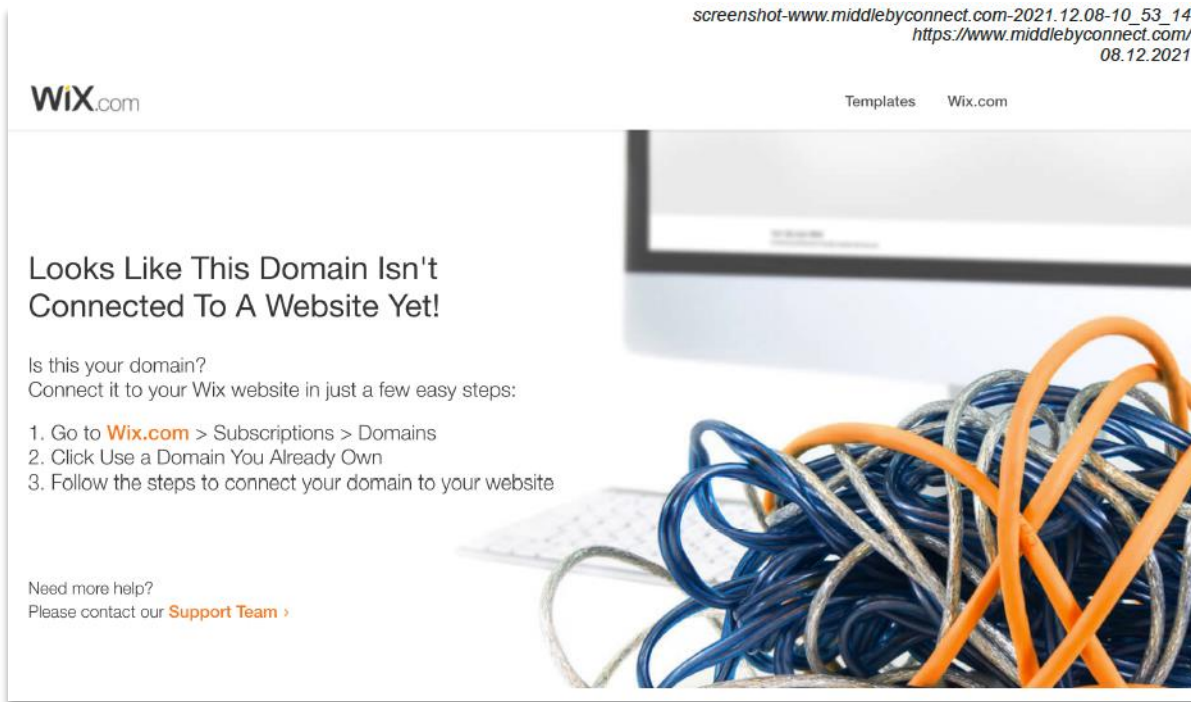 screenshot-www.middlebyconnect.com-2021.12.08-10_53_14
https://www.middlebyconnect.com/
08.12.2021
WiX.com
Templates Wix.com
Looks Like This Domain Isn't
Connected To A Website Yet!
Is this your domain?
Connect it to your Wix website in just a few easy steps:
1. Go to Wix.com > Subscriptions > Domains
2. Click Use a Domain You Already Own
3. Follow the steps to connect your domain to your website
Need more help?
Please contact our Support Team ›